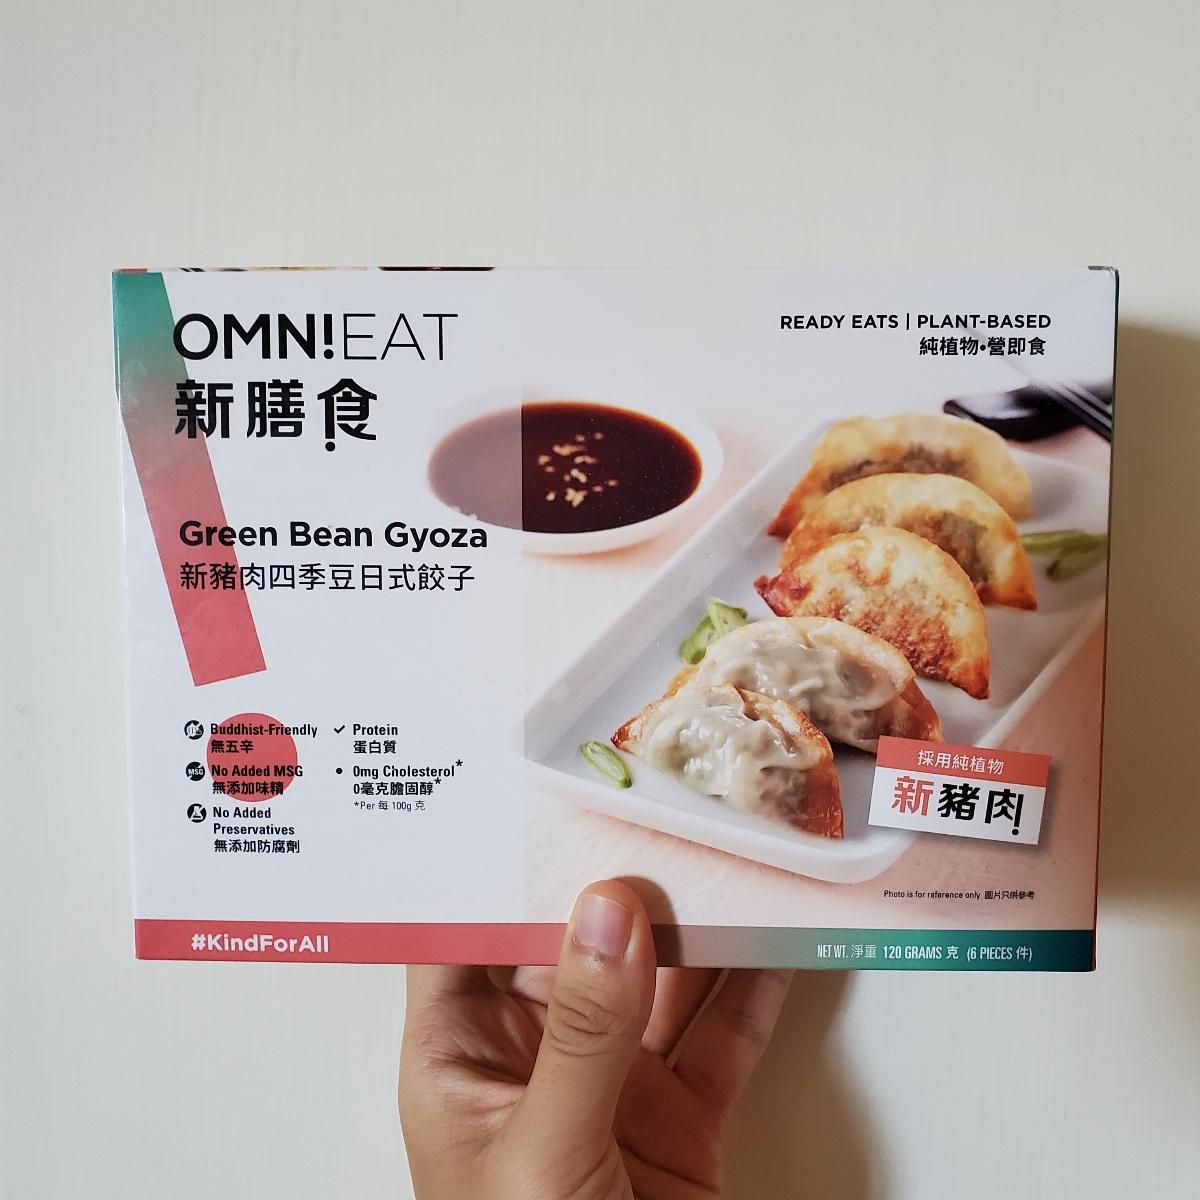 OMN!EAT
新膳食
READY EATS | PLANT-BASED
純植物•營即食
Green Bean Gyoza
新豬肉四季豆日式餃子
Buddhist-Friendly
無五辛
MSG
No Added MSG
無添加味精
No Added
Preservatives
無添加防腐劑
✓ Protein
蛋白質
• 0mg Cholesterol*
0毫克膽固醇*
*Per 每 100g 克
採用純植物
新豬肉
Photo is for reference only 圖片只供參考
#KindForAll
NET WT. 淨重 120 GRAMS 克 (6 PIECES 件)